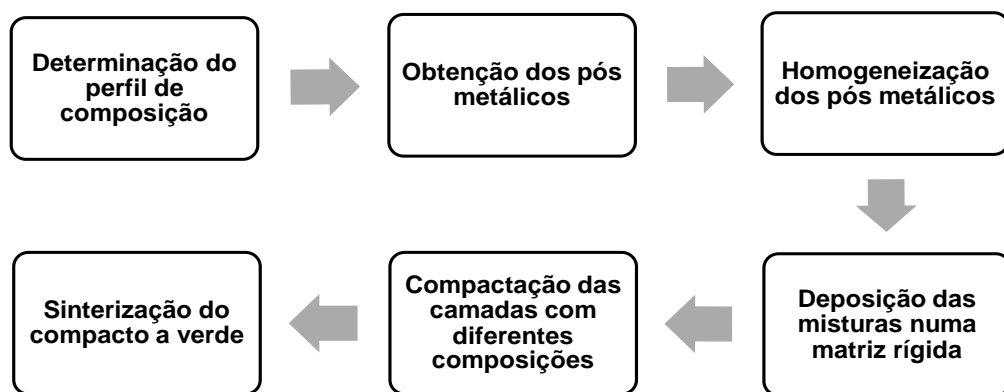 Determinação do
perfil de
composição
Obtenção dos pós
metálicos
Homogeneização
dos pós metálicos
Deposição das
misturas numa
matriz rígida
Compactação das
camadas com
diferentes
composições
Sinterização do
compacto a verde